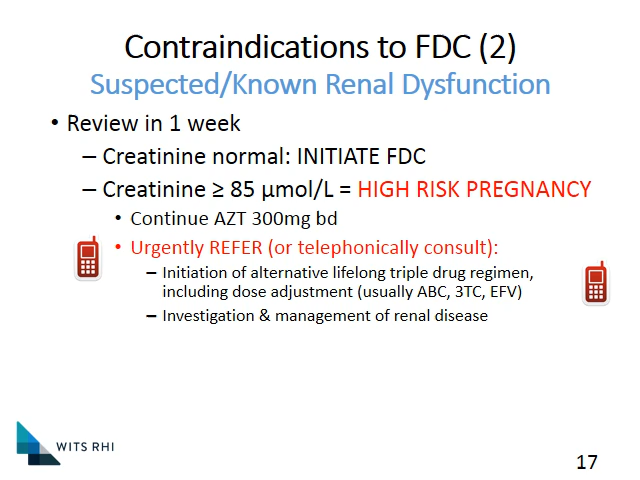 Contraindications to FDC (2)
Suspected/Known Renal Dysfunction
• Review in 1 week
– Creatinine normal: INITIATE FDC
– Creatinine ≥ 85 µmol/L = HIGH RISK PREGNANCY
• Continue AZT 300mg bd
• Urgently REFER (or telephonically consult):
– Initiation of alternative lifelong triple drug regimen,
including dose adjustment (usually ABC, 3TC, EFV)
– Investigation & management of renal disease
WITS RHI
17